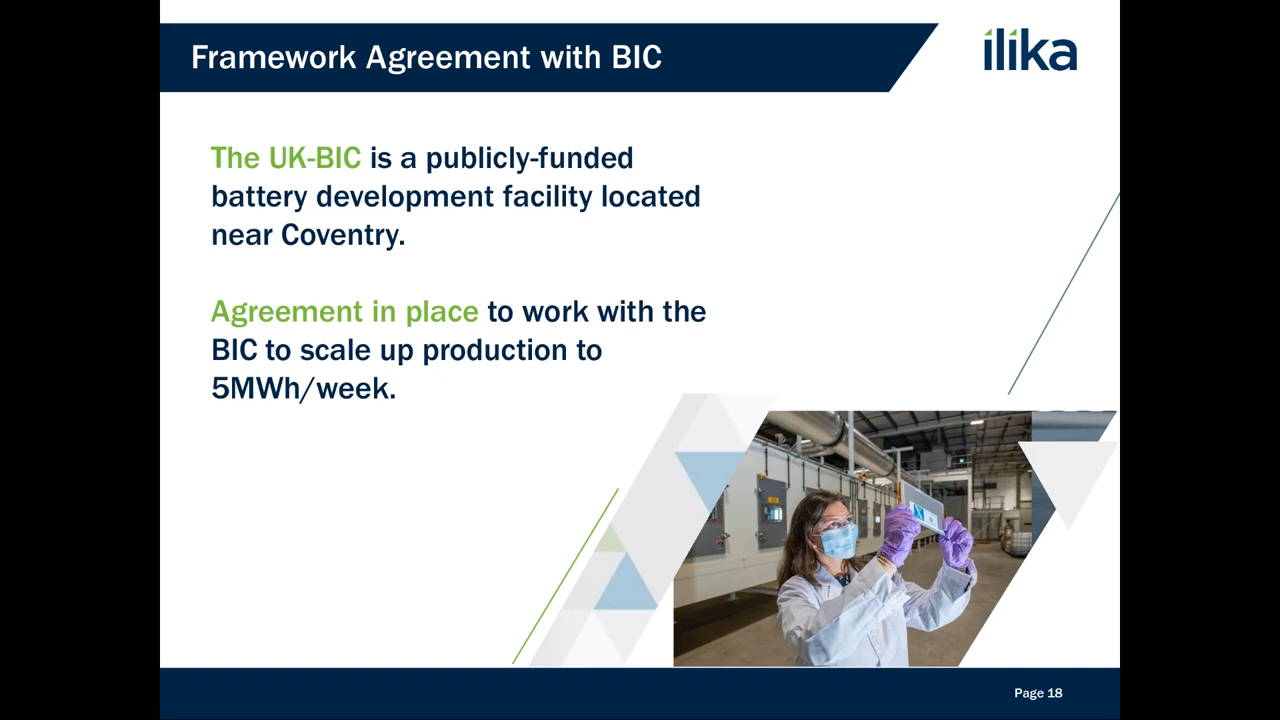 Framework Agreement with BIC
ilika
The UK-BIC is a publicly-funded
battery development facility located
near Coventry.
Agreement in place to work with the
BIC to scale up production to
5MWh/week.
Page 18